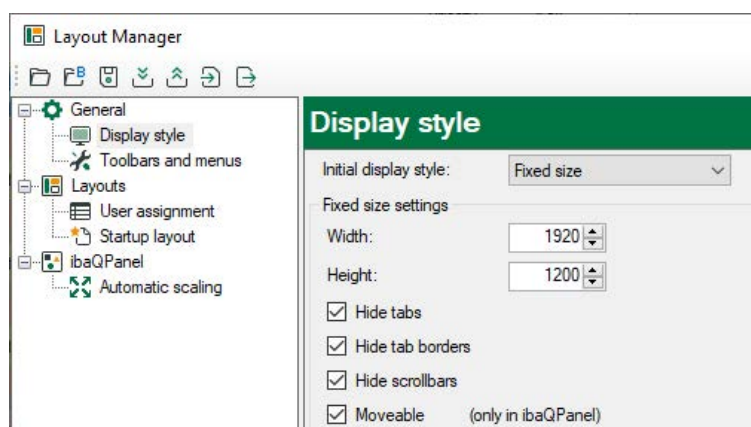 Layout Manager
General
Display style
Toolbars and menus
Layouts
User assignment
Startup layout
ibaQPanel
Automatic scaling
Display style
Initial display style: Fixed size
Fixed size settings
Width: 1920
Height: 1200
Hide tabs
Hide tab borders
Hide scrollbars
Moveable (only in ibaQPanel)